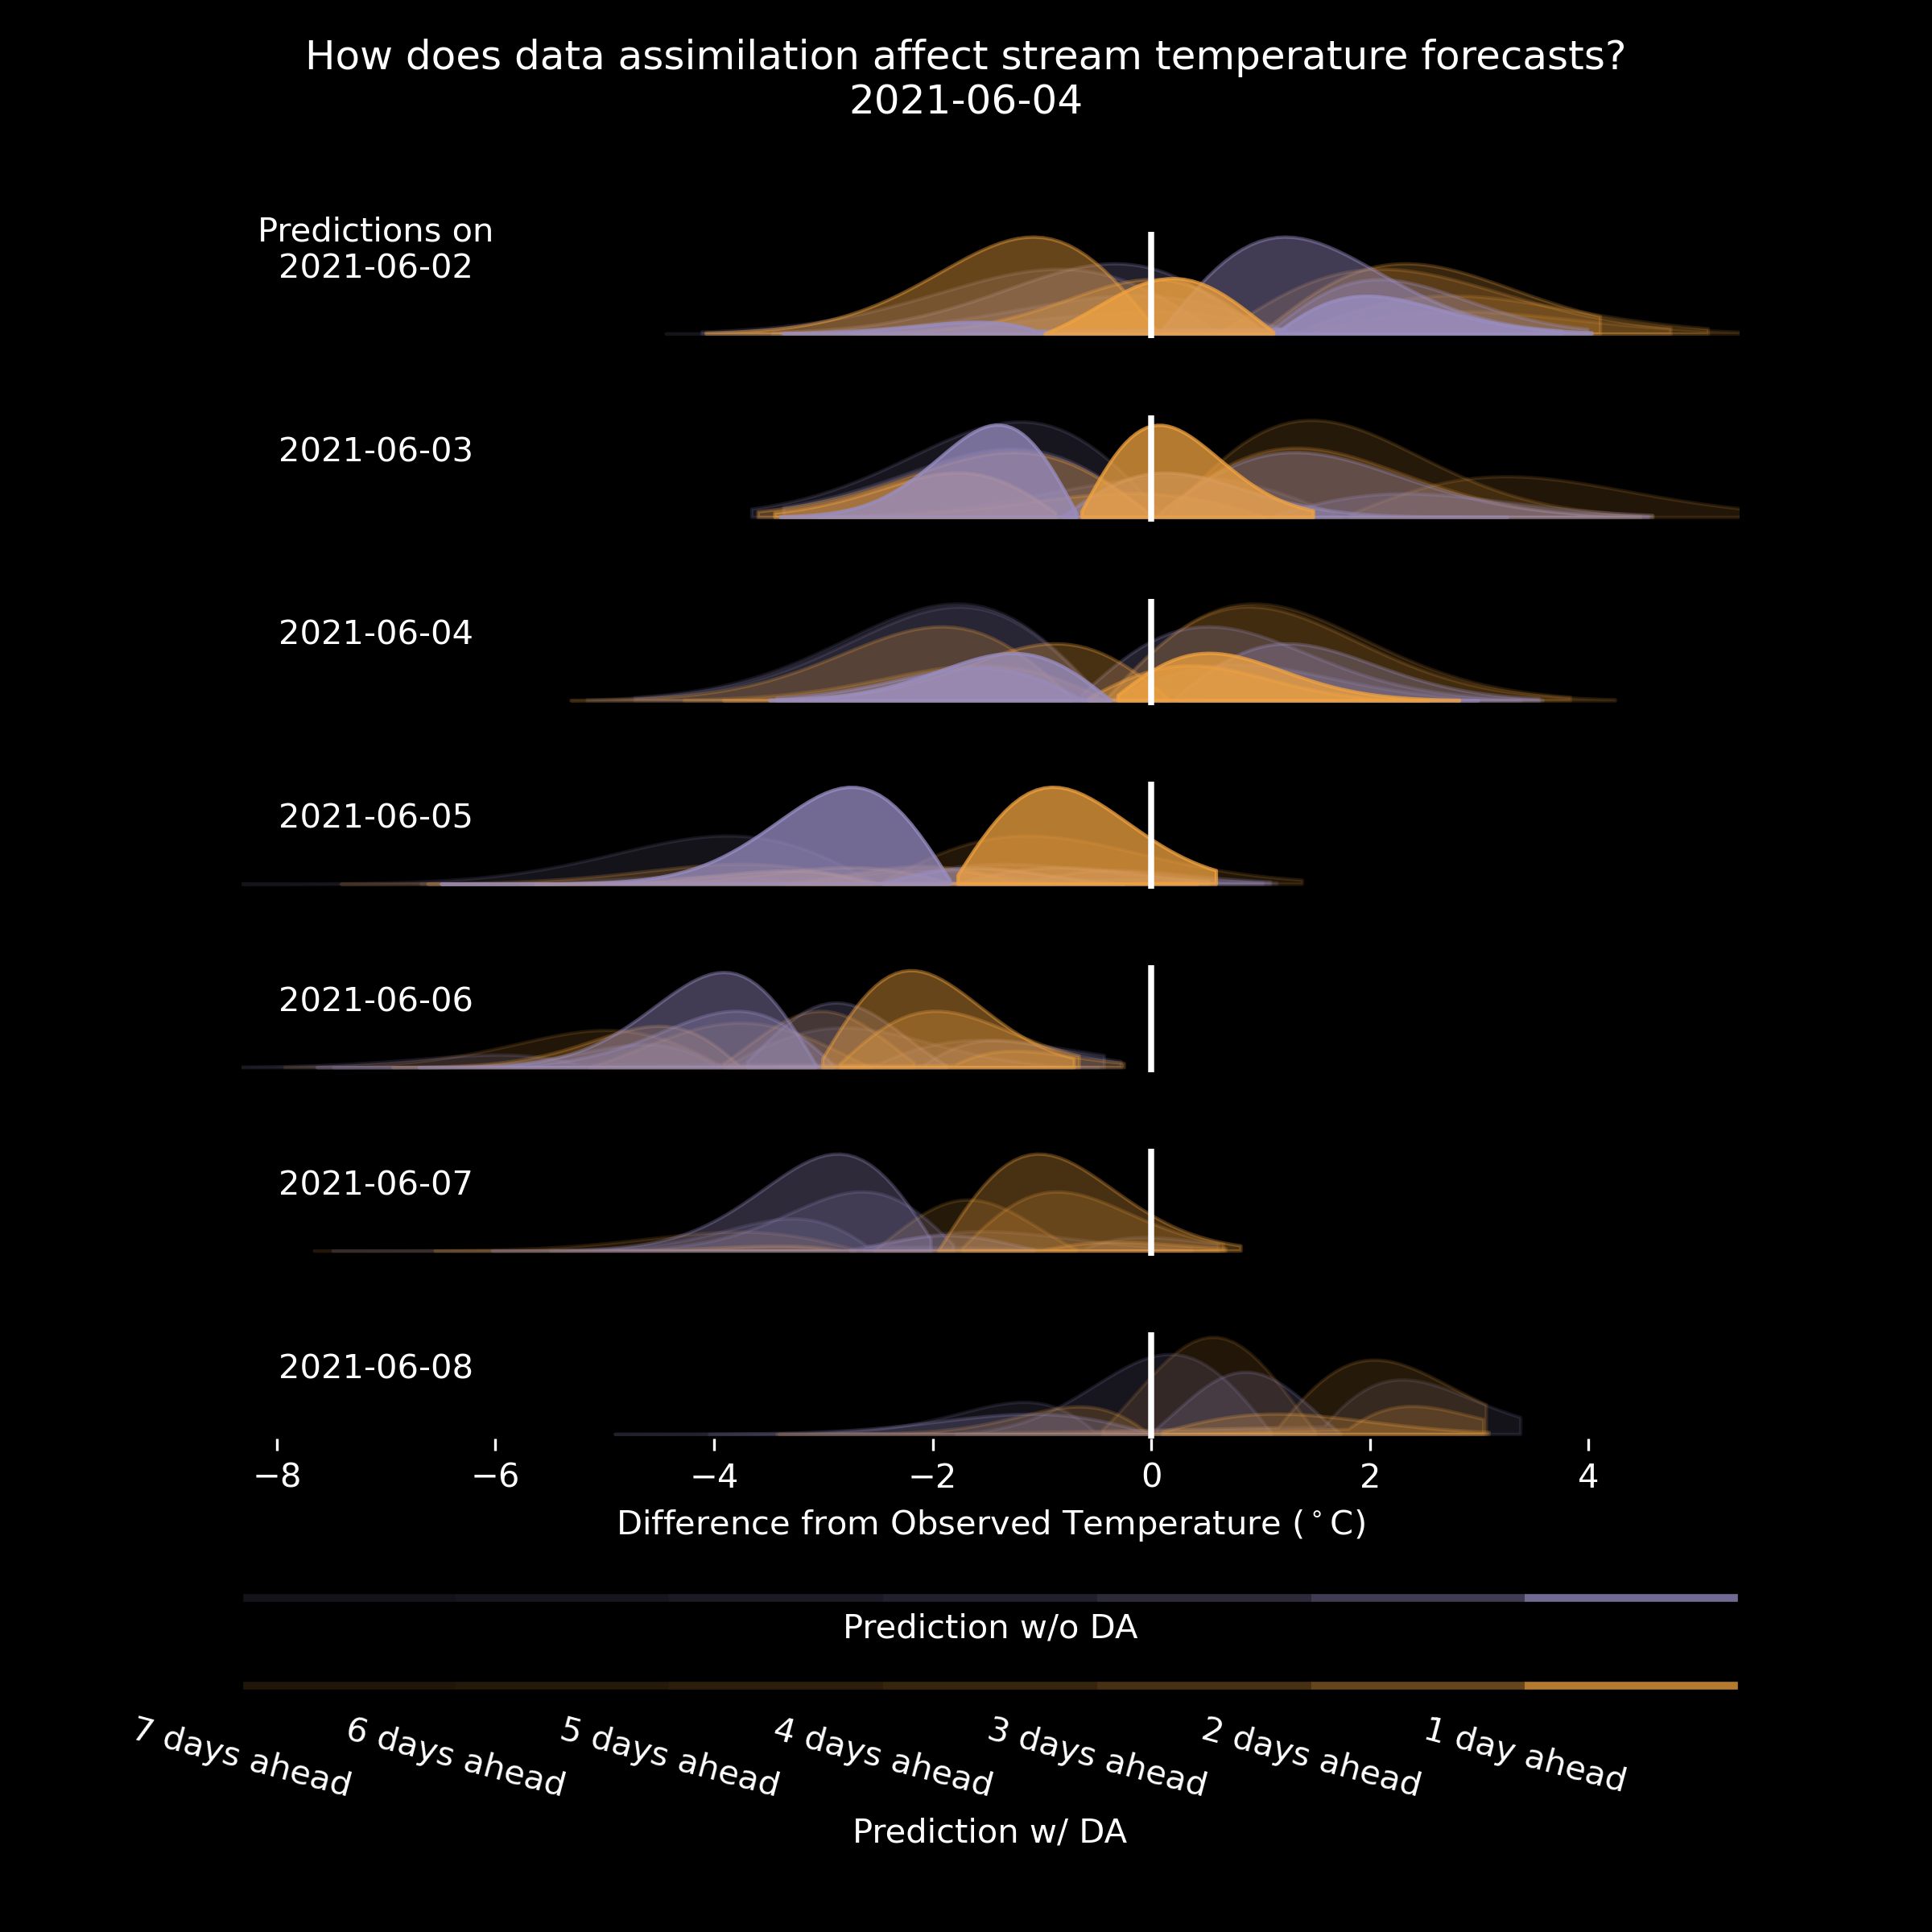 How does data assimilation affect stream temperature forecasts?
2021-06-04
Predictions on
2021-06-02
2021-06-03
2021-06-04
2021-06-05
2021-06-06
2021-06-07
2021-06-08
−8 −6 −4 −2 0 2 4
Difference from Observed Temperature (°C)
Prediction w/o DA
7 days ahead 6 days ahead 5 days ahead 4 days ahead 3 days ahead 2 days ahead 1 day ahead
Prediction w/ DA